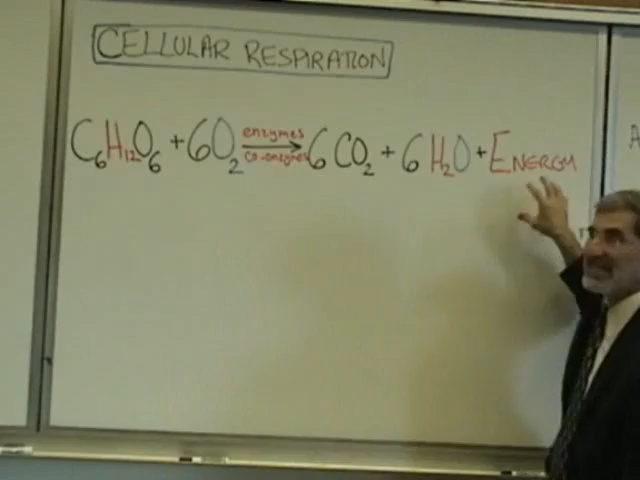 CELLULAR RESPIRATION
enzymes
C6H12O6 + 6O2 → 6CO2 + 6H2O + ENERGY
co-enzymes
A